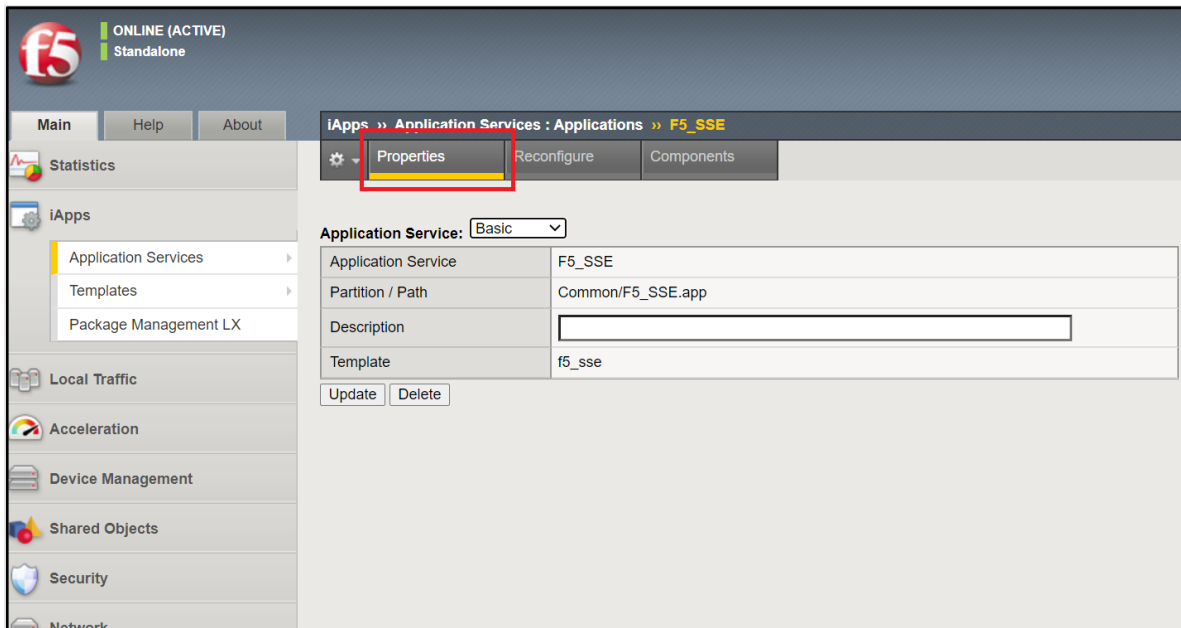 f5
ONLINE (ACTIVE)
Standalone
Main Help About
iApps ›› Application Services : Applications ›› F5_SSE
Properties Reconfigure Components
Statistics
iApps
Application Services
Templates
Package Management LX
Local Traffic
Acceleration
Device Management
Shared Objects
Security
Network
Application Service: Basic
Application Service F5_SSE
Partition / Path Common/F5_SSE.app
Description
Template f5_sse
Update Delete